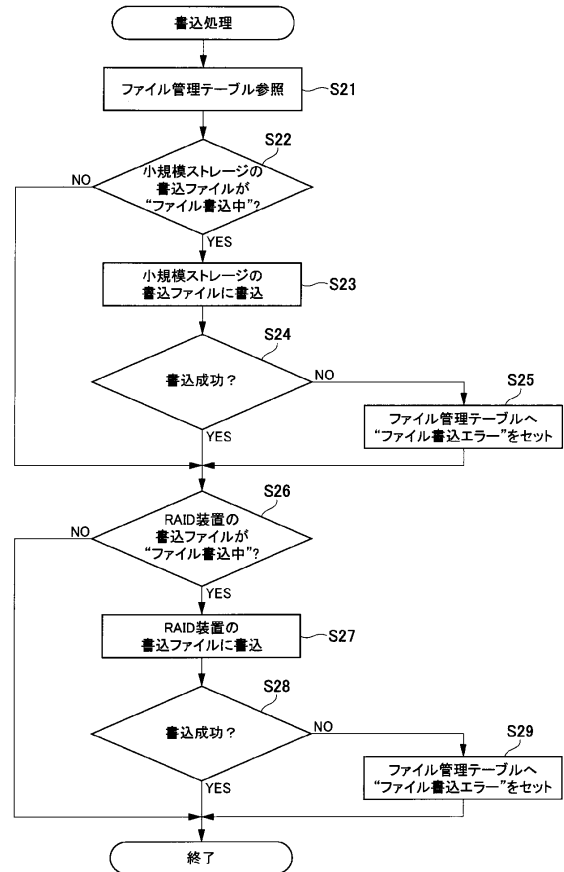 書込処理
ファイル管理テーブル参照
S21
S22
小規模ストレージの
書込ファイルが
“ファイル書込中”?
NO
YES
小規模ストレージの
書込ファイルに書込
S23
S24
書込成功?
NO
YES
S25
ファイル管理テーブルへ
“ファイル書込エラー”をセット
S26
RAID装置の
書込ファイルが
“ファイル書込中”?
NO
YES
RAID装置の
書込ファイルに書込
S27
S28
書込成功?
NO
YES
S29
ファイル管理テーブルへ
“ファイル書込エラー”をセット
終了